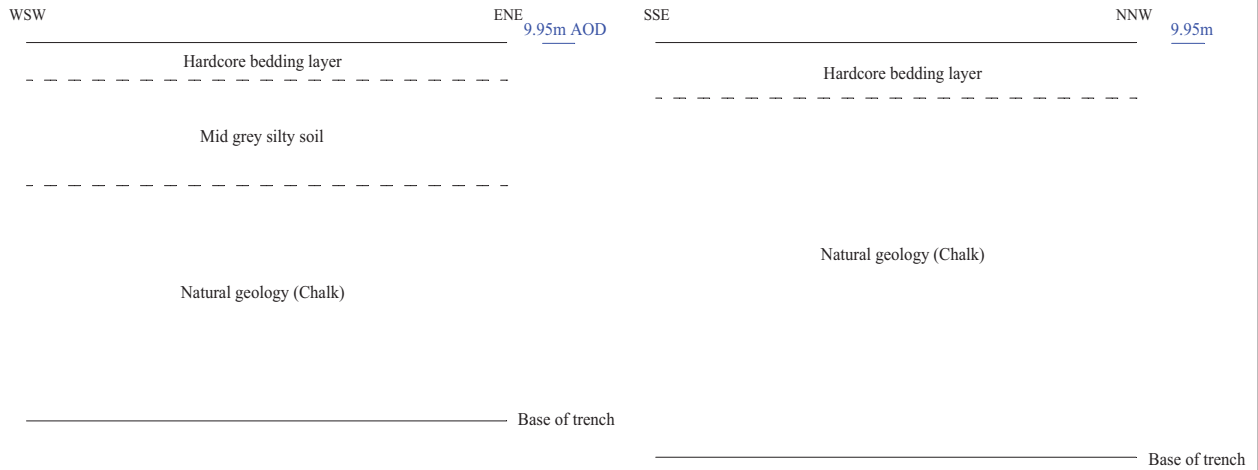 WSW
ENE
9.95m AOD
Hardcore bedding layer
Mid grey silty soil
Natural geology (Chalk)
Base of trench
SSE
NNW
9.95m
Hardcore bedding layer
Natural geology (Chalk)
Base of trench